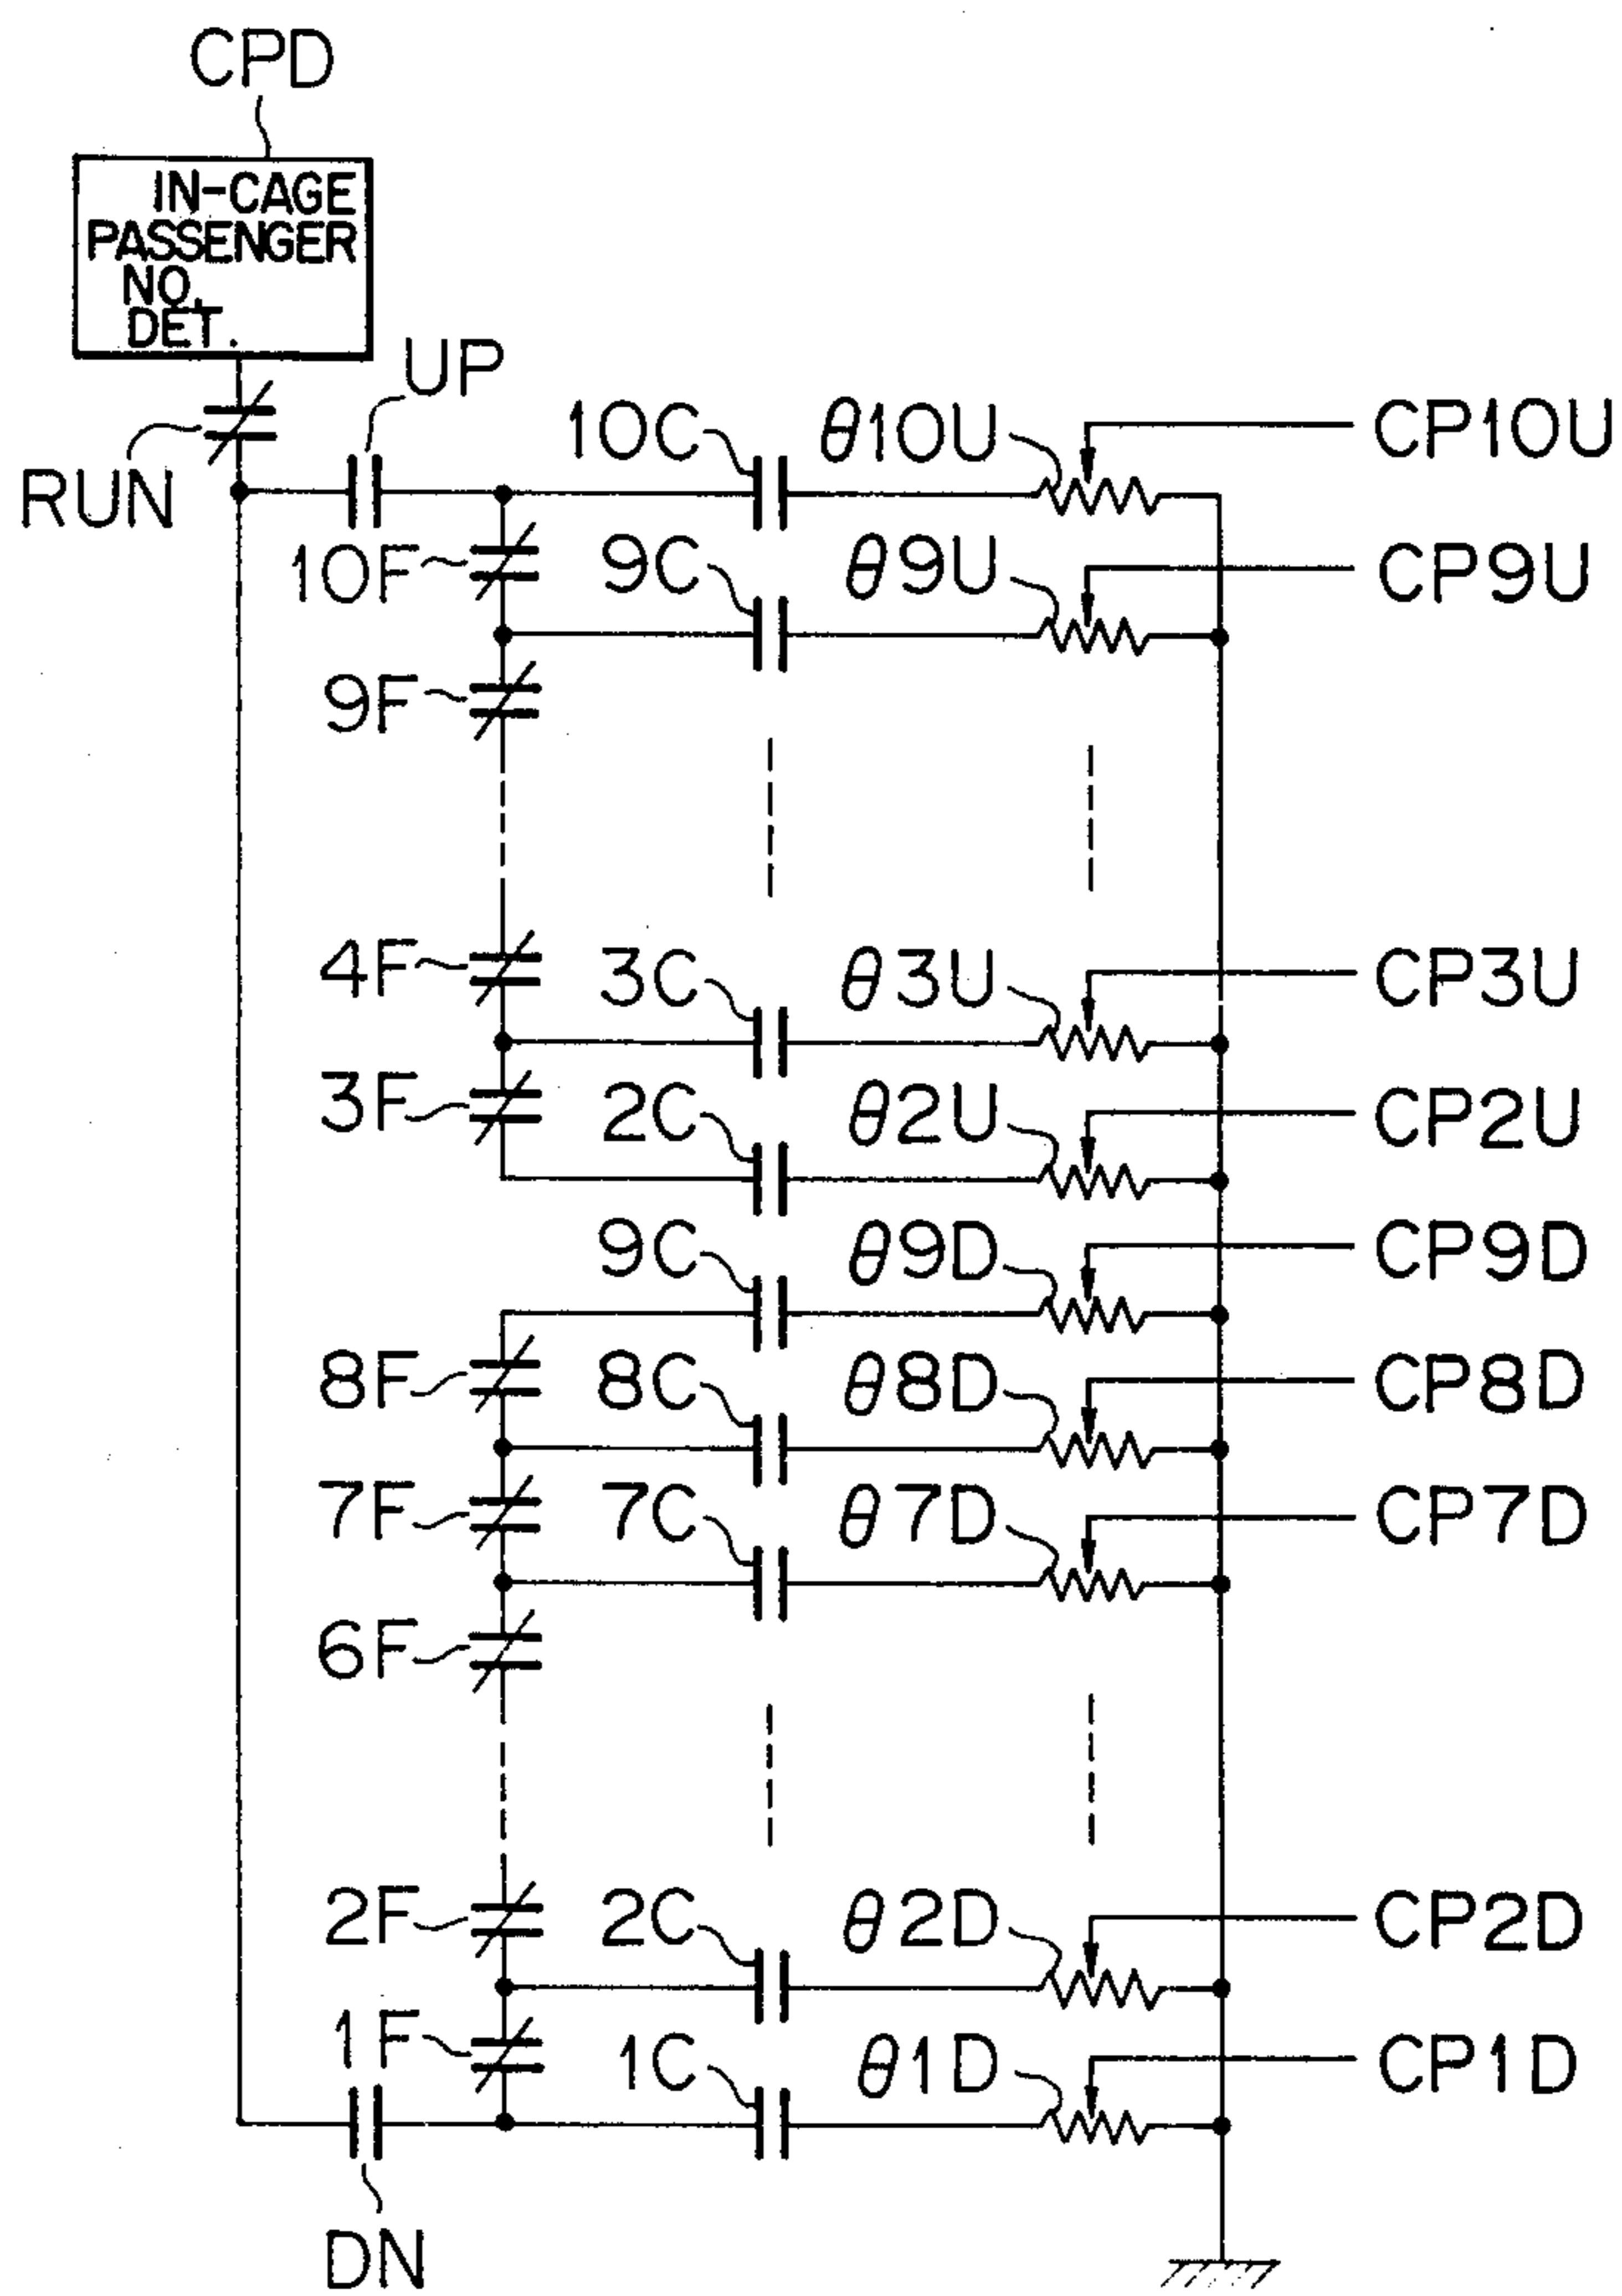 CPD
IN-CAGE
PASSENGER
NO.
DET.
UP
RUN
10C θ10U CP10U
10F 9C θ9U CP9U
9F
4F 3C θ3U CP3U
3F 2C θ2U CP2U
9C θ9D CP9D
8F 8C θ8D CP8D
7F 7C θ7D CP7D
6F
2F 2C θ2D CP2D
1F 1C θ1D CP1D
DN